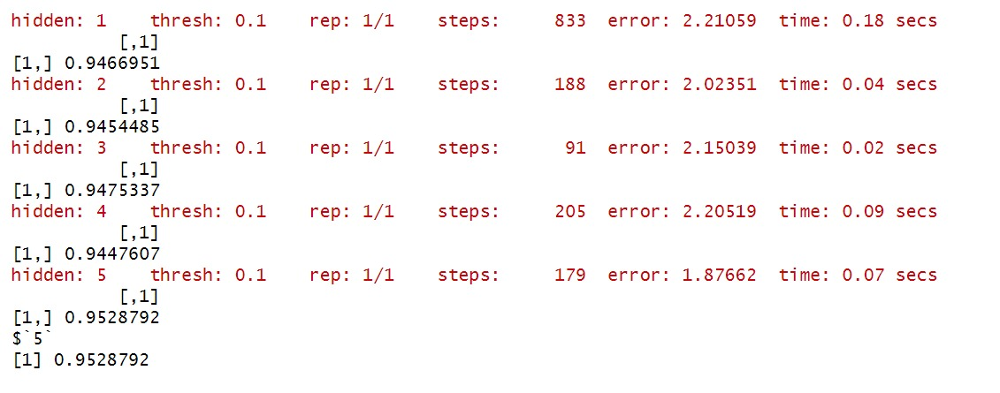 hidden: 1    thresh: 0.1    rep: 1/1    steps:     833  error: 2.21059  time: 0.18 secs
          [,1]
[1,] 0.9466951
hidden: 2    thresh: 0.1    rep: 1/1    steps:     188  error: 2.02351  time: 0.04 secs
          [,1]
[1,] 0.9454485
hidden: 3    thresh: 0.1    rep: 1/1    steps:      91  error: 2.15039  time: 0.02 secs
          [,1]
[1,] 0.9475337
hidden: 4    thresh: 0.1    rep: 1/1    steps:     205  error: 2.20519  time: 0.09 secs
          [,1]
[1,] 0.9447607
hidden: 5    thresh: 0.1    rep: 1/1    steps:     179  error: 1.87662  time: 0.07 secs
          [,1]
[1,] 0.9528792
$`5`
[1] 0.9528792